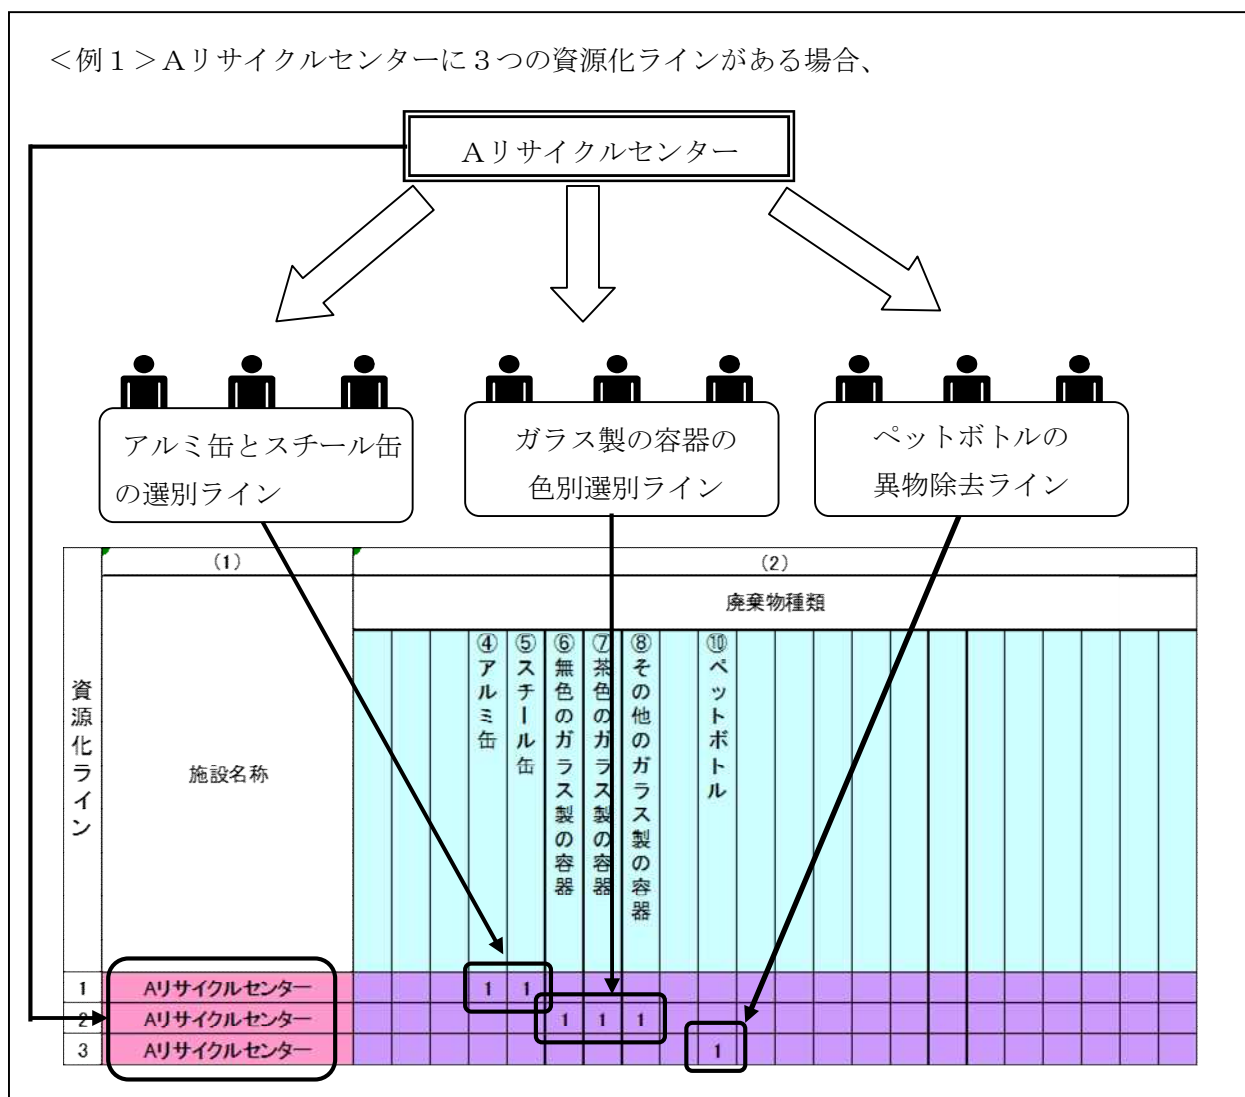 ＜例１＞Ａリサイクルセンターに３つの資源化ラインがある場合、
Ａリサイクルセンター
アルミ缶とスチール缶
の選別ライン
ガラス製の容器の
色別選別ライン
ペットボトルの
異物除去ライン
資源化ライン
(1)
施設名称
(2)
廃棄物種類
④アルミ缶
⑤スチール缶
⑥無色のガラス製の容器
⑦茶色のガラス製の容器
⑧その他のガラス製の容器
⑩ペットボトル
1 Aリサイクルセンター 1 1
2 Aリサイクルセンター 1 1 1
3 Aリサイクルセンター 1